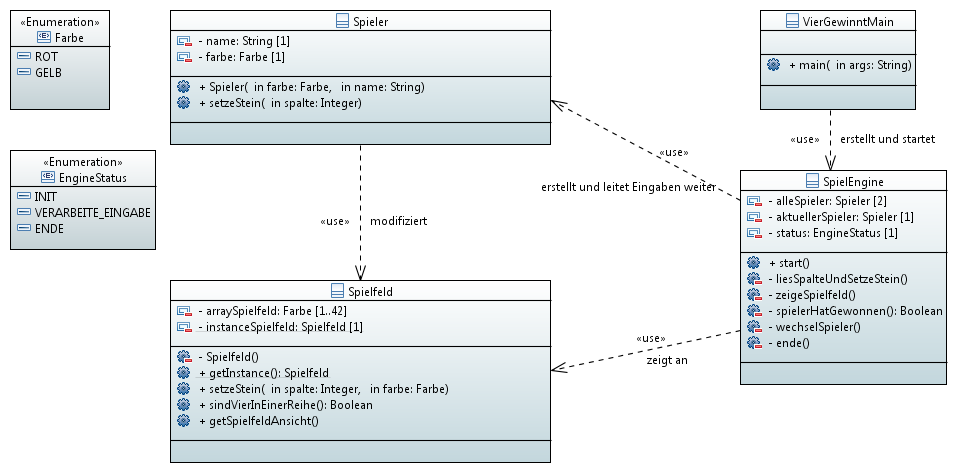 «Enumeration»
Farbe
ROT
GELB
«Enumeration»
EngineStatus
INIT
VERARBEITE_EINGABE
ENDE
Spieler
- name: String [1]
- farbe: Farbe [1]
+ Spieler( in farbe: Farbe, in name: String)
+ setzeStein( in spalte: Integer)
VierGewinntMain
+ main( in args: String)
«use» erstellt und startet
«use»
erstellt und leitet Eingaben weiter
«use» modifiziert
SpielEngine
- alleSpieler: Spieler [2]
- aktuellerSpieler: Spieler [1]
- status: EngineStatus [1]
+ start()
- liesSpalteUndSetzeStein()
- zeigeSpielfeld()
- spielerHatGewonnen(): Boolean
- wechselSpieler()
- ende()
Spielfeld
- arraySpielfeld: Farbe [1..42]
- instanceSpielfeld: Spielfeld [1]
- Spielfeld()
+ getInstance(): Spielfeld
+ setzeStein( in spalte: Integer, in farbe: Farbe)
+ sindVierInEinerReihe(): Boolean
+ getSpielfeldAnsicht()
«use»
zeigt an